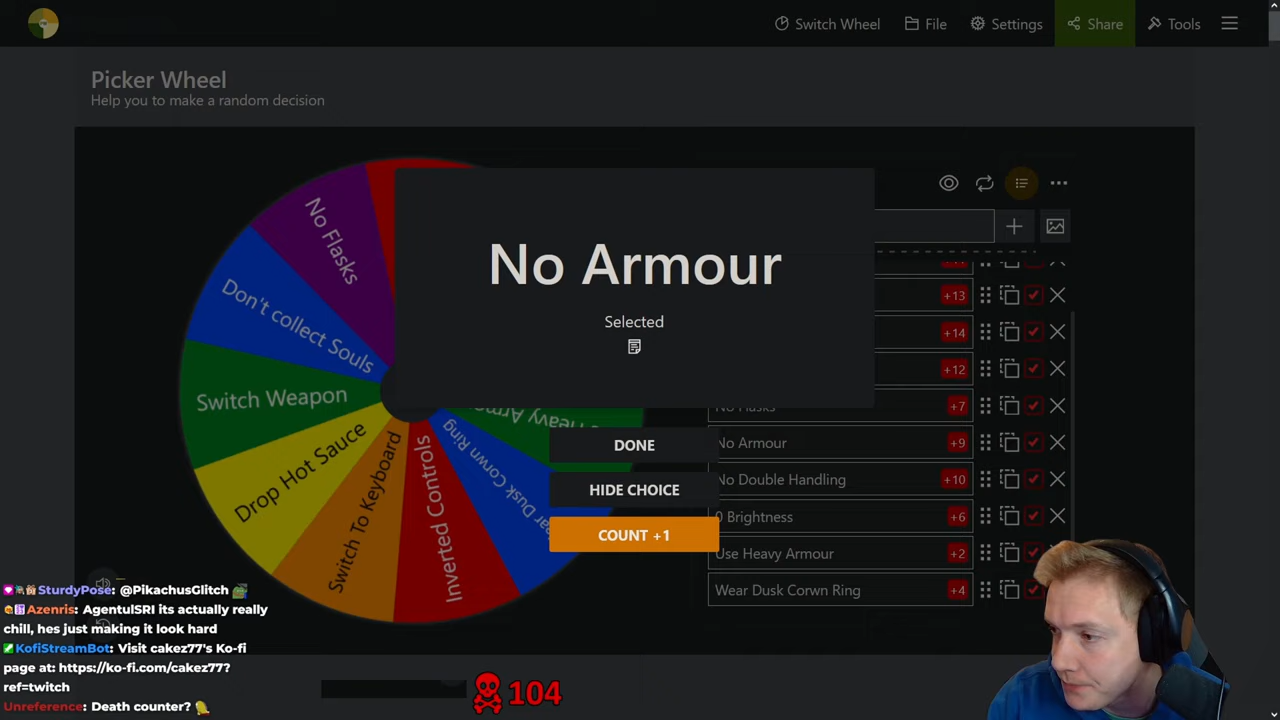 Switch Wheel
File
Settings
Share
Tools
Picker Wheel
Help you to make a random decision
No Flasks
Don't collect Souls
Switch Weapon
Drop Hot Sauce
Switch To Keyboard
Inverted Controls
Corwn Ring
No Armour
Selected
DONE
HIDE CHOICE
COUNT +1
+13
+14
+12
No Flasks +7
No Armour +9
No Double Handling +10
0 Brightness +6
Use Heavy Armour +2
Wear Dusk Corwn Ring +4
SturdyPose: @PikachusGlitch
Azenris: AgentulSRI its actually really
chill, hes just making it look hard
KofiStreamBot: Visit cakez77's Ko-fi
page at: https://ko-fi.com/cakez77?
ref=twitch
Unreference: Death counter?
104